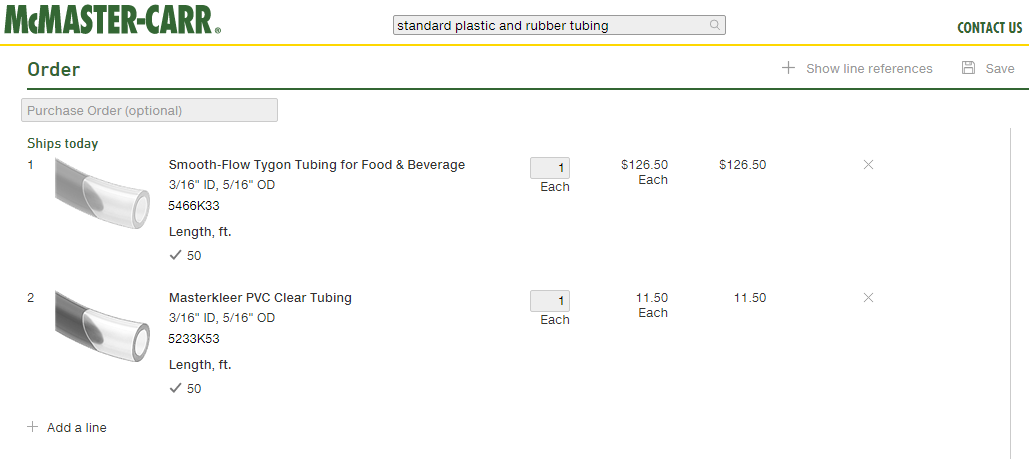 McMASTER-CARR®
standard plastic and rubber tubing
CONTACT US
Order
Show line references
Save
Purchase Order (optional)
Ships today
1
Smooth-Flow Tygon Tubing for Food & Beverage
1
$126.50
$126.50
3/16" ID, 5/16" OD
Each
Each
5466K33
Length, ft.
50
2
Masterkleer PVC Clear Tubing
1
11.50
11.50
3/16" ID, 5/16" OD
Each
Each
5233K53
Length, ft.
50
Add a line